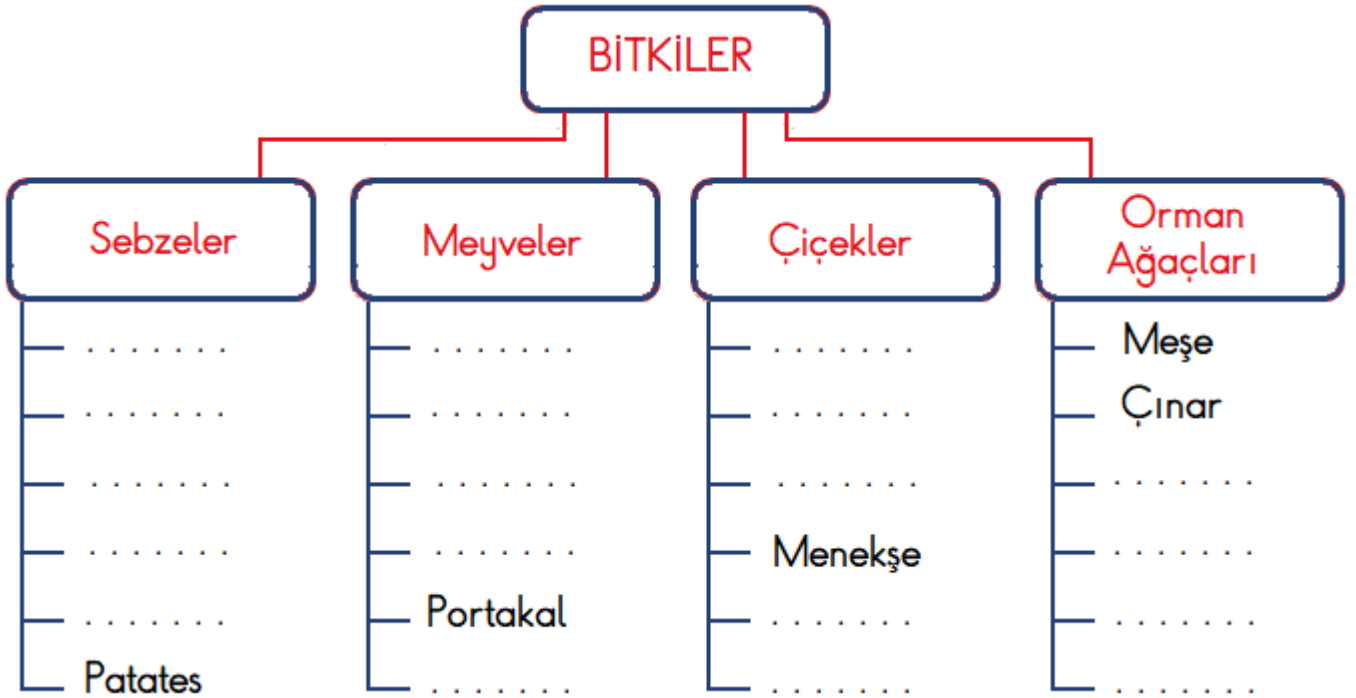 BİTKİLER
Sebzeler
Meyveler
Çiçekler
Orman
Ağaçları
. . . . . . .
. . . . . . .
. . . . . . .
. . . . . . .
. . . . . . .
Patates
. . . . . . .
. . . . . . .
. . . . . . .
. . . . . . .
Portakal
. . . . . . .
. . . . . . .
. . . . . . .
. . . . . . .
Menekşe
. . . . . . .
. . . . . . .
Meşe
Çınar
. . . . . . .
. . . . . . .
. . . . . . .
. . . . . . .